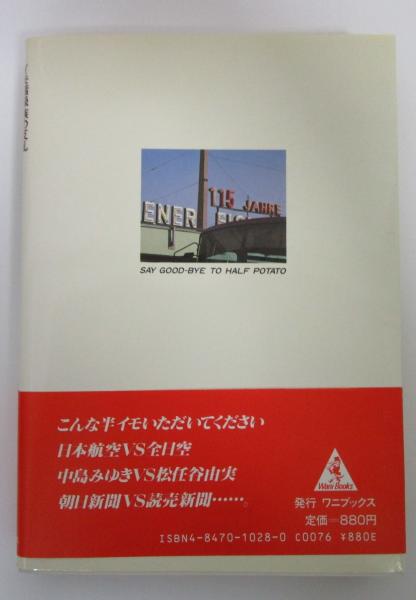 115 JAHRE
ENER
SAY GOOD-BYE TO HALF POTATO
こんな半イモいただいてください
日本航空VS全日空
中島みゆきVS松任谷由実
朝日新聞VS読売新聞……。
Wani Books
発行 ワニブックス
定価=880円
ISBN4-8470-1028-0 C0076 ¥880E